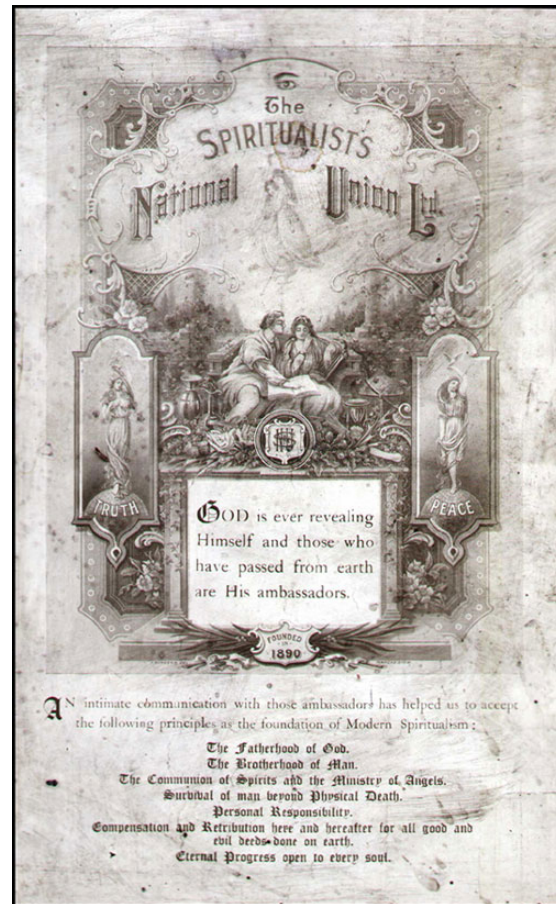 The
SPIRITUALISTS
National Union Ltd.
TRUTH
PEACE
GOD is ever revealing
Himself and those who
have passed from earth
are His ambassadors.
FOUNDED
IN
1890
AN intimate communication with those ambassadors has helped us to accept
the following principles as the foundation of Modern Spiritualism:
The Fatherhood of God.
The Brotherhood of Man.
The Communion of Spirits and the Ministry of Angels.
Survival of man beyond Physical Death.
Personal Responsibility.
Compensation and Retribution here and hereafter for all good and
evil deeds done on earth.
Eternal Progress open to every soul.